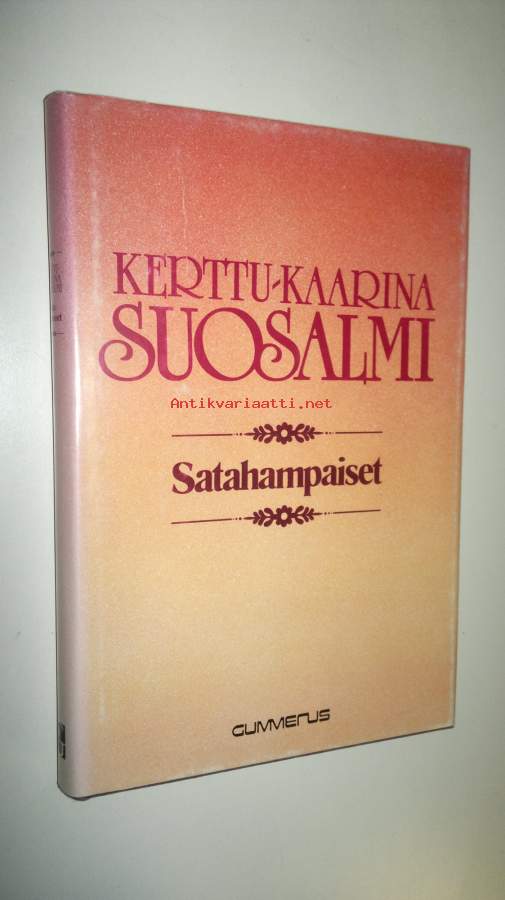 KERTTU-KAARINA
SUOSALMI
Antikvariaatti.net
Satahampaiset
GUMMERUS